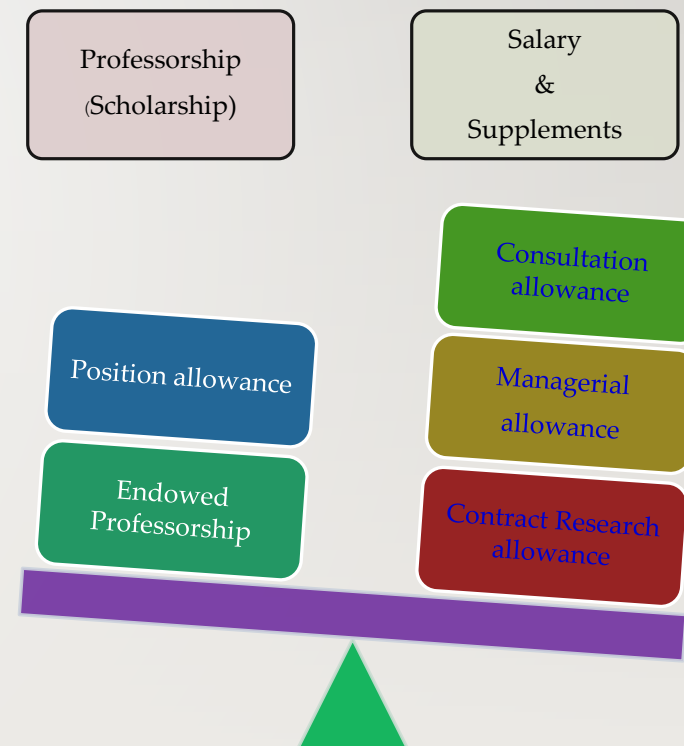 Professorship
(Scholarship)
Salary
&
Supplements
Position allowance
Endowed
Professorship
Consultation
allowance
Managerial
allowance
Contract Research
allowance